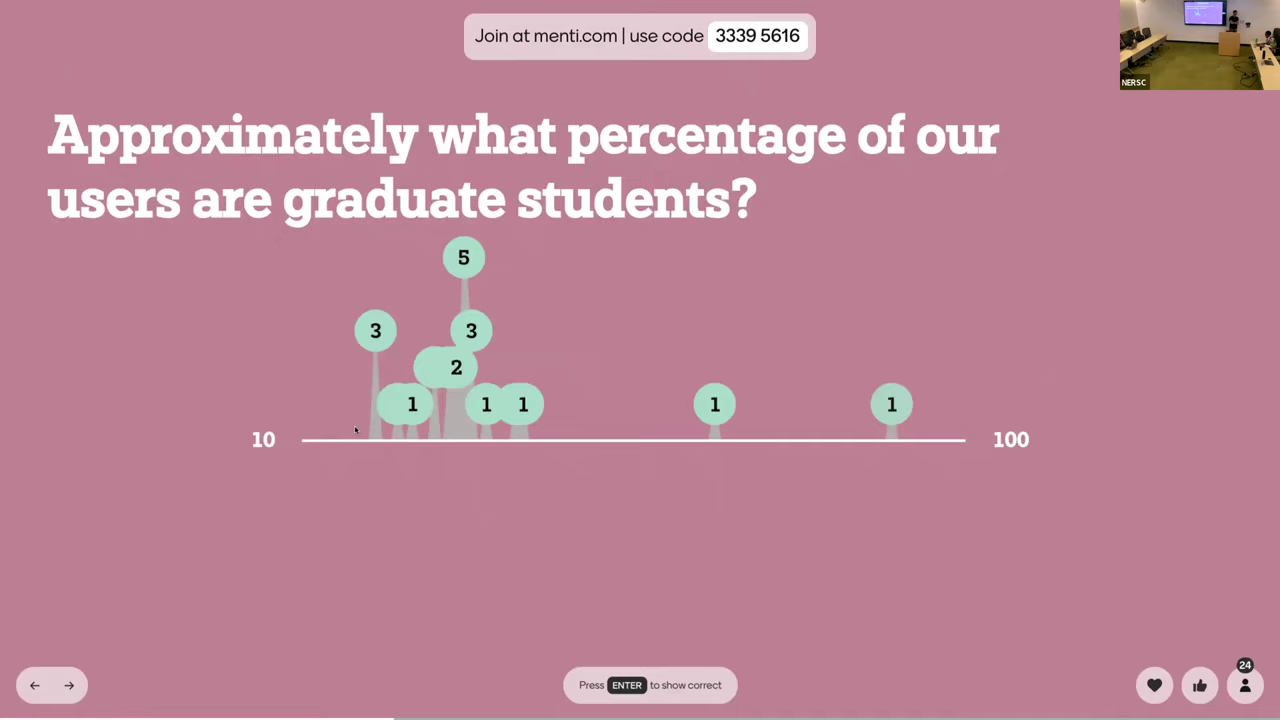 Join at menti.com | use code 3339 5616
NERSC
Approximately what percentage of our
users are graduate students?
5
3
3
2
1
1
1
1
1
10
100
24
Press ENTER to show correct